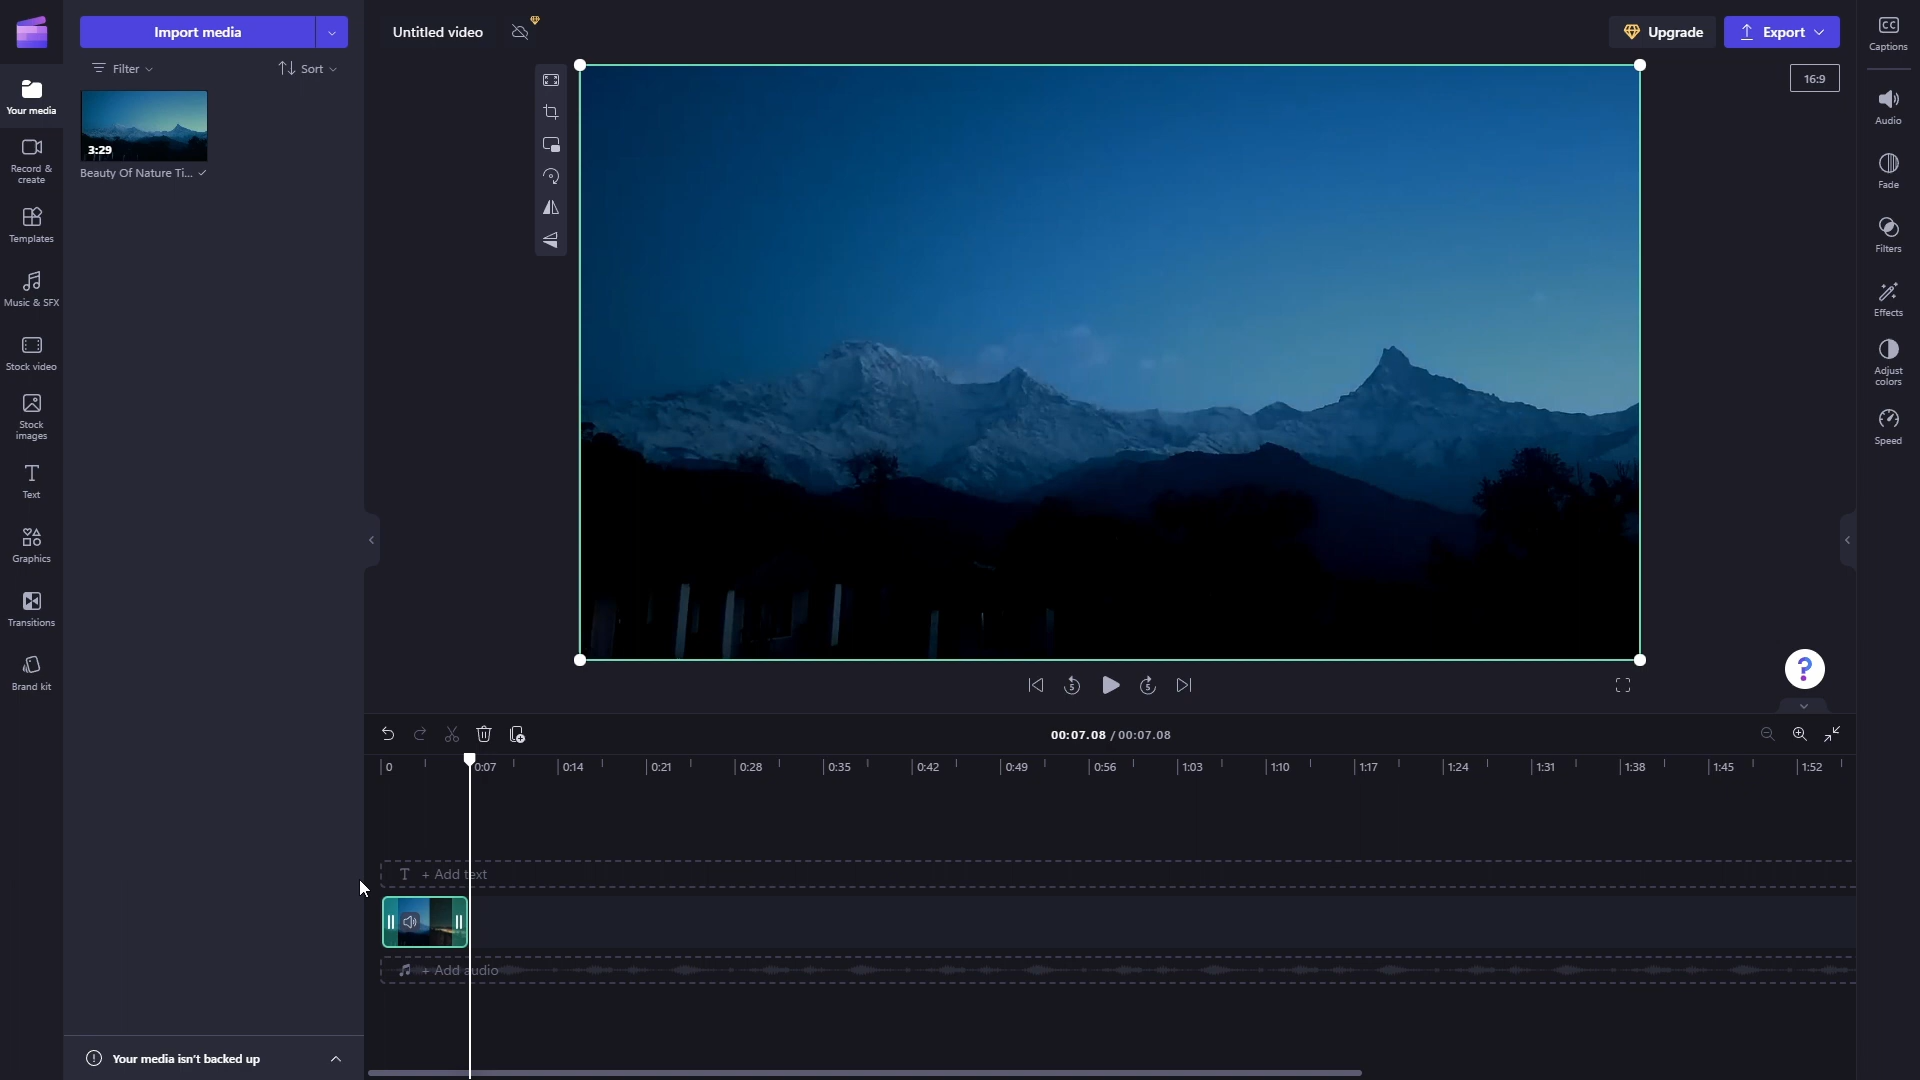 Import media
Untitled video
Upgrade
Export
Captions
Filter
Sort
16:9
Your media
3:29
Audio
Beauty Of Nature Ti...
Record &
create
Fade
Templates
Filters
Music & SFX
Effects
Stock video
Adjust
colors
Stock
images
Speed
Text
Graphics
Transitions
Brand kit
5
5
?
00:07.08 / 00:07.08
0
0:07
0:14
0:21
0:28
0:35
0:42
0:49
0:56
1:03
1:10
1:17
1:24
1:31
1:38
1:45
1:52
T + Add text
+ Add audio
Your media isn't backed up